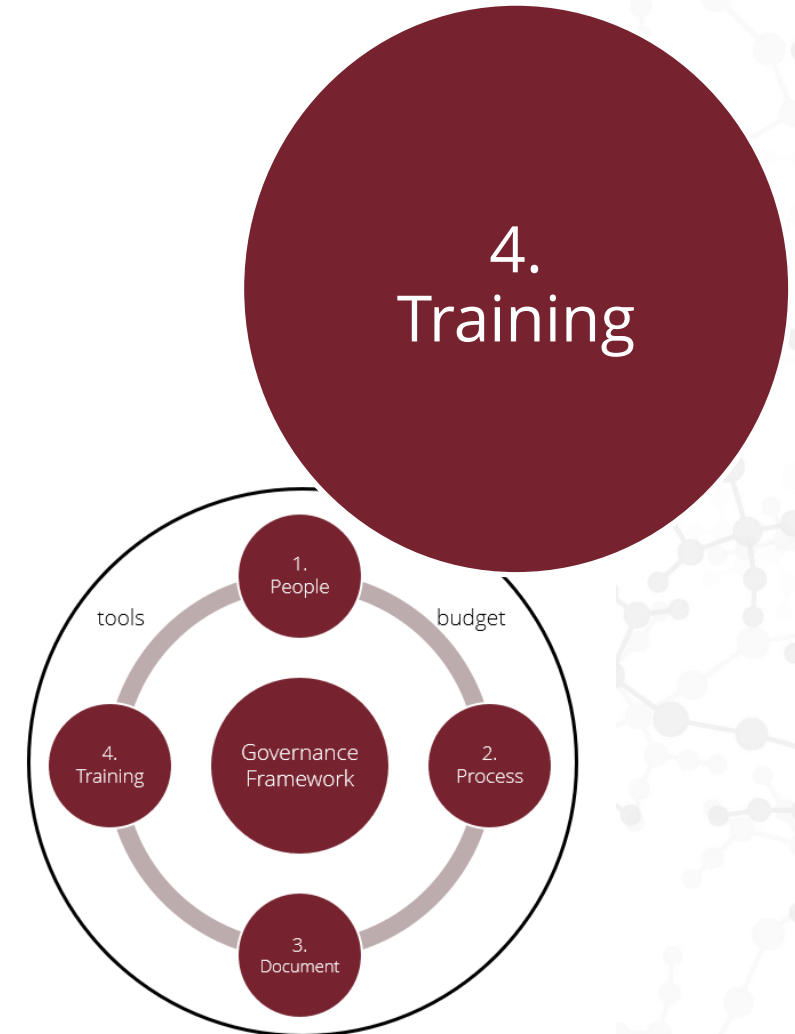 4.
Training
1.
People
tools
budget
4.
Training
Governance
Framework
2.
Process
3.
Document